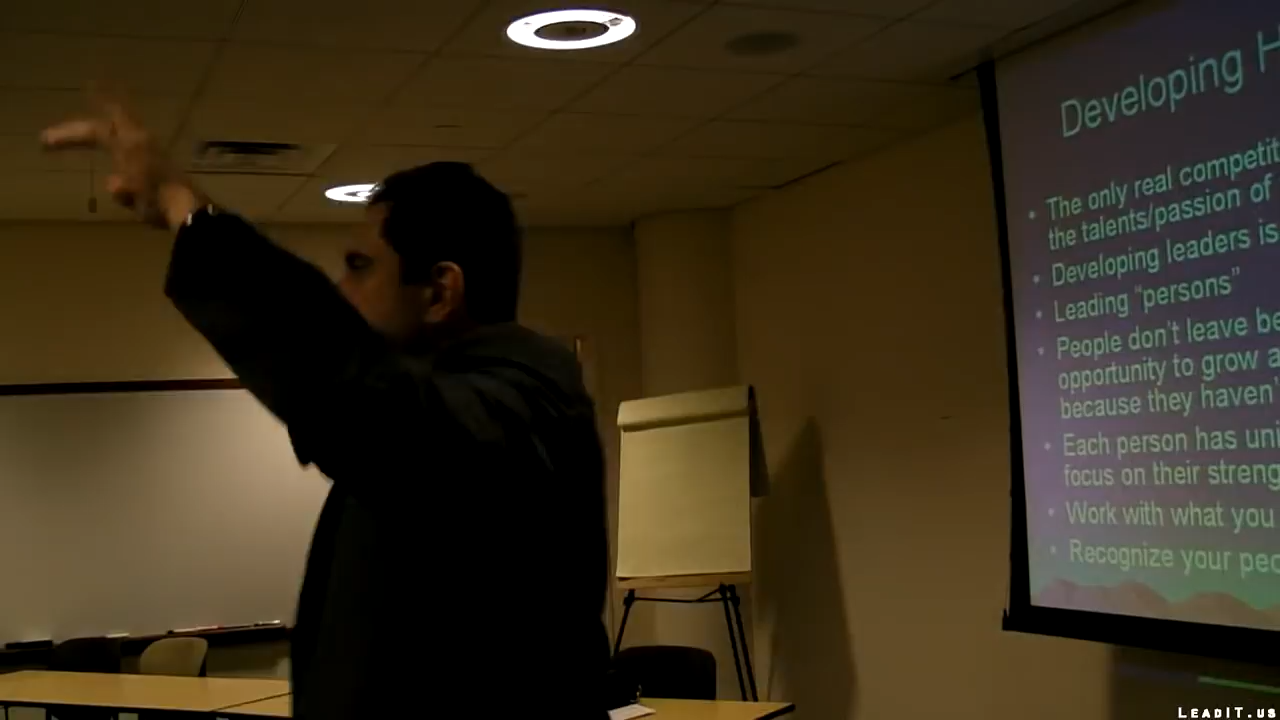 Developing H
• The only real competit
the talents/passion of
• Developing leaders is
• Leading “persons”
• People don't leave be
opportunity to grow a
because they haven'
• Each person has uni
focus on their streng
• Work with what you
• Recognize your peo
LeadIT.us